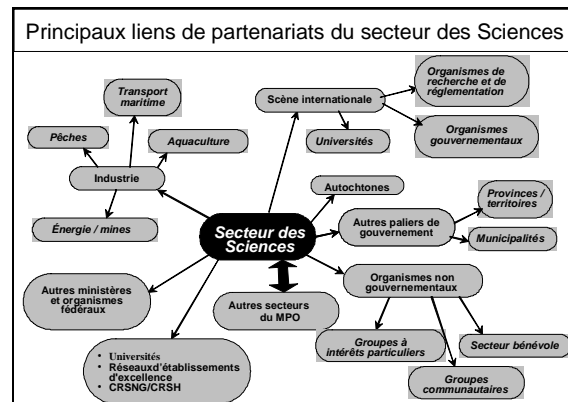 Principaux liens de partenariats du secteur des Sciences
Transport
maritime
Pêches
Aquaculture
Industrie
Énergie / mines
Scène internationale
Organismes de
recherche et de
réglementation
Universités
Organismes
gouvernementaux
Autochtones
Secteur des
Sciences
Autres paliers de
gouvernement
Provinces /
territoires
Municipalités
Autres ministères
et organismes
fédéraux
Autres secteurs
du MPO
Organismes non
gouvernementaux
Groupes à
intérêts particuliers
Secteur bénévole
Groupes
communautaires
• Universités
• Réseauxd'établissements
d'excellence
• CRSNG/CRSH